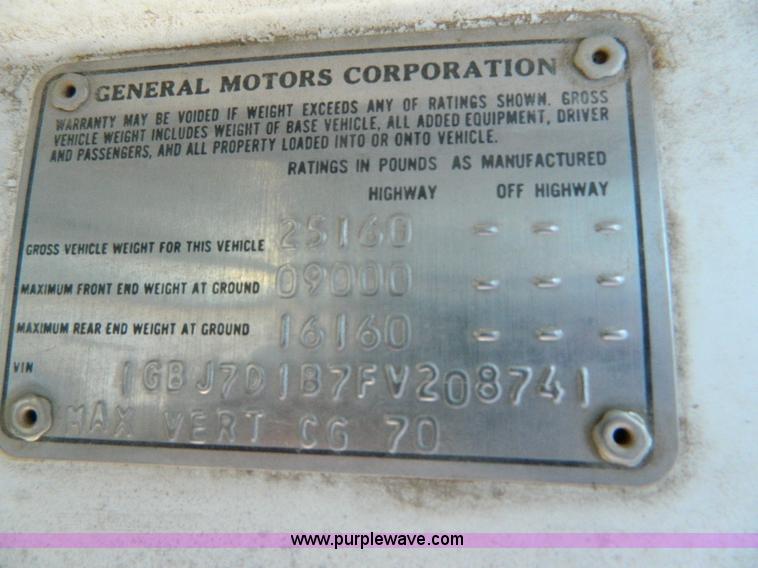 GENERAL MOTORS CORPORATION
WARRANTY MAY BE VOIDED IF WEIGHT EXCEEDS ANY OF RATINGS SHOWN. GROSS
VEHICLE WEIGHT INCLUDES WEIGHT OF BASE VEHICLE, ALL ADDED EQUIPMENT, DRIVER
AND PASSENGERS, AND ALL PROPERTY LOADED INTO OR ONTO VEHICLE.
RATINGS IN POUNDS AS MANUFACTURED
HIGHWAY OFF HIGHWAY
GROSS VEHICLE WEIGHT FOR THIS VEHICLE 25160 - - -
MAXIMUM FRONT END WEIGHT AT GROUND 09000 - - -
MAXIMUM REAR END WEIGHT AT GROUND 16160 - - -
VIN 1GBJ7D1B7FV208741
MAX VERT CG 70
www.purplewave.com